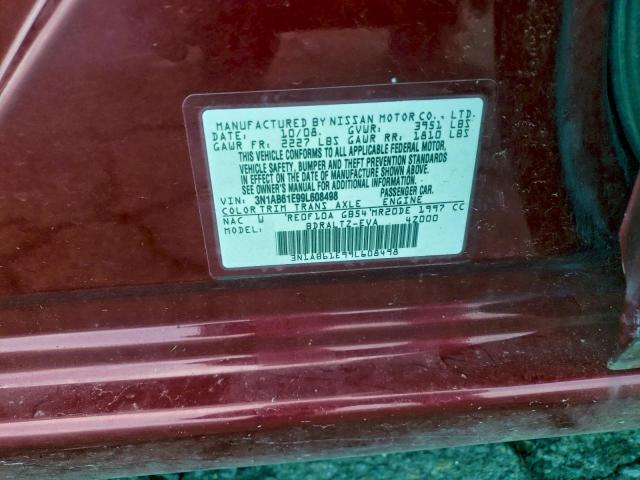 MANUFACTURED BY NISSAN MOTOR CO., LTD.
DATE: 10/08. GVWR: 3951 LBS
GAWR FR: 2227 LBS GAWR RR: 1810 LBS
THIS VEHICLE CONFORMS TO ALL APPLICABLE FEDERAL MOTOR
VEHICLE SAFETY, BUMPER AND THEFT PREVENTION STANDARDS
IN EFFECT ON THE DATE OF MANUFACTURE SHOWN ABOVE.
SEE OWNER'S MANUAL FOR ADDITIONAL INFORMATION.
VIN: 3N1AB61E99L608498 PASSENGER CAR.
COLOR TRIM TRANS AXLE ENGINE
NAC W RE0F10A GB54 MR20DE 1997 CC
MODEL: BDRALTZ-EVA 47000
3N1AB61E99L608498